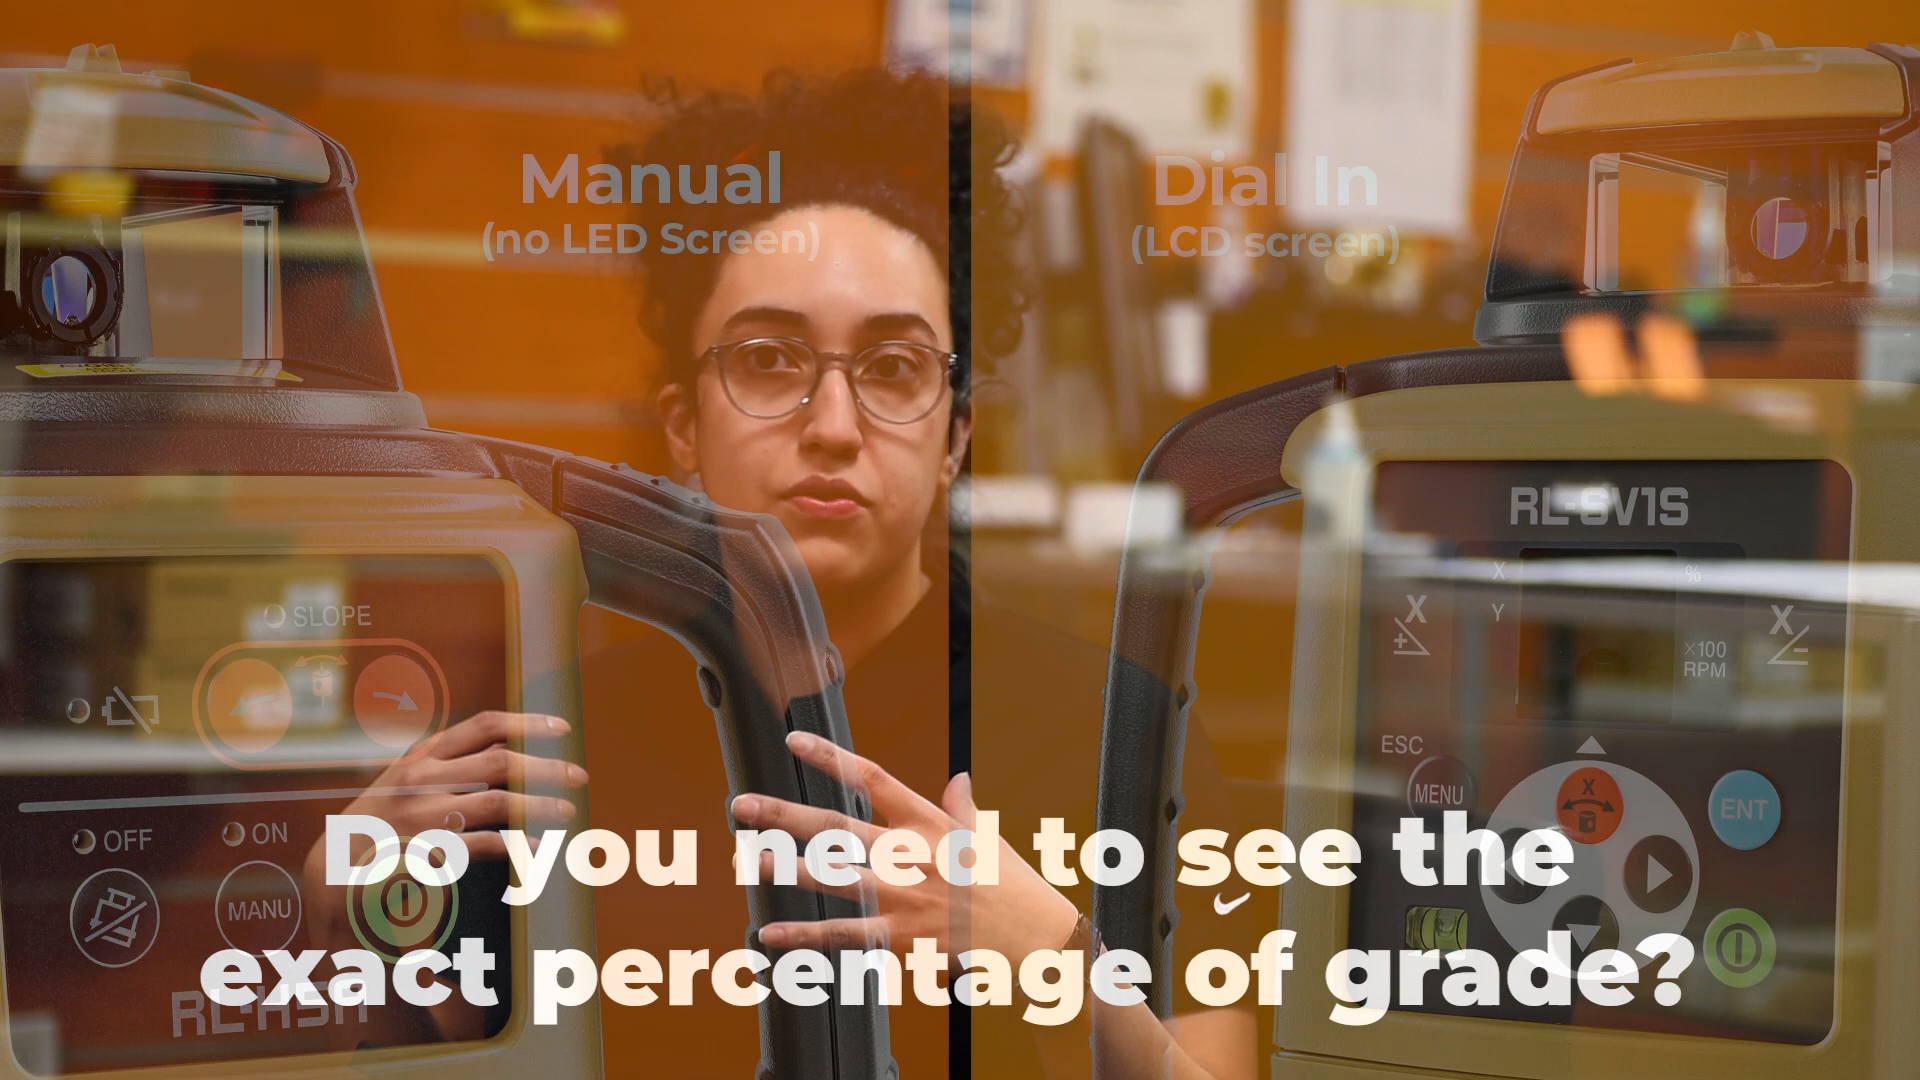 Manual
(no LED Screen)
Dial In
(LCD screen)
SLOPE
OFF
ON
MANU
RL-H5A
RL-SV1S
X
%
Y
X
X
×100
RPM
ESC
MENU
X
ENT
Do you need to see the
exact percentage of grade?